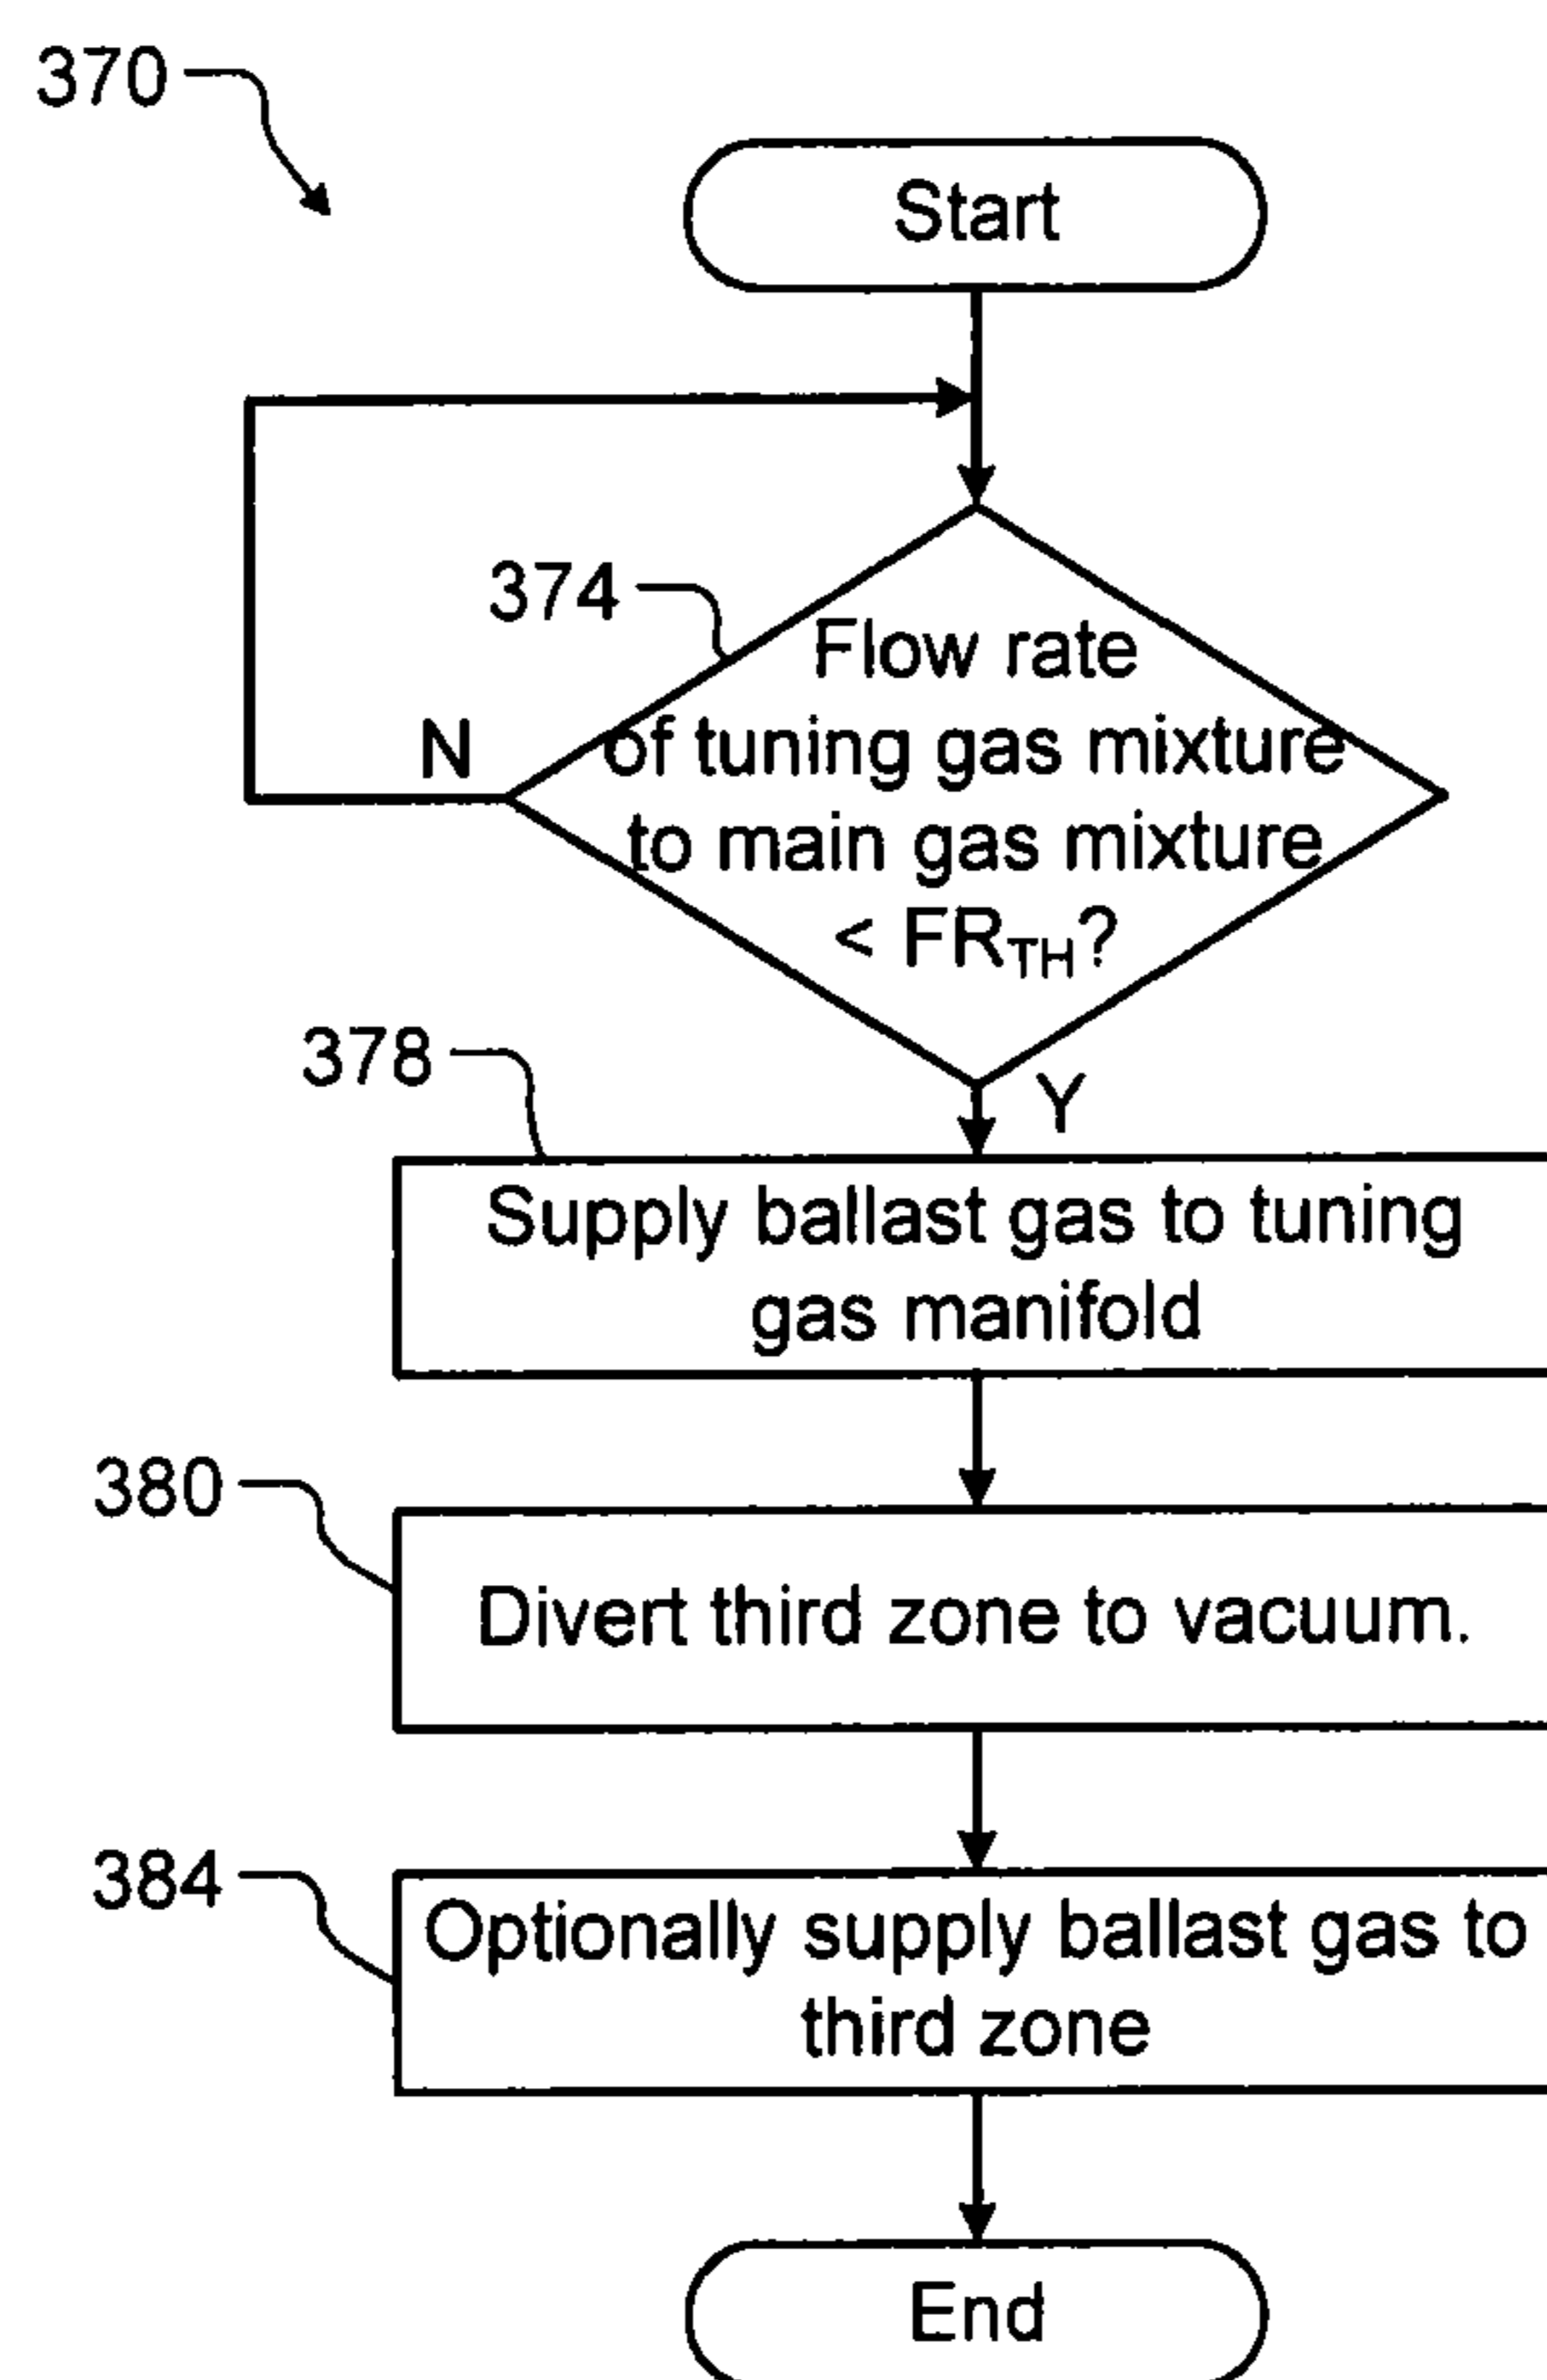 370
Start
374
Flow rate
of tuning gas mixture
to main gas mixture
< FR_TH?
N
Y
378
Supply ballast gas to tuning
gas manifold
380
Divert third zone to vacuum.
384
Optionally supply ballast gas to
third zone
End